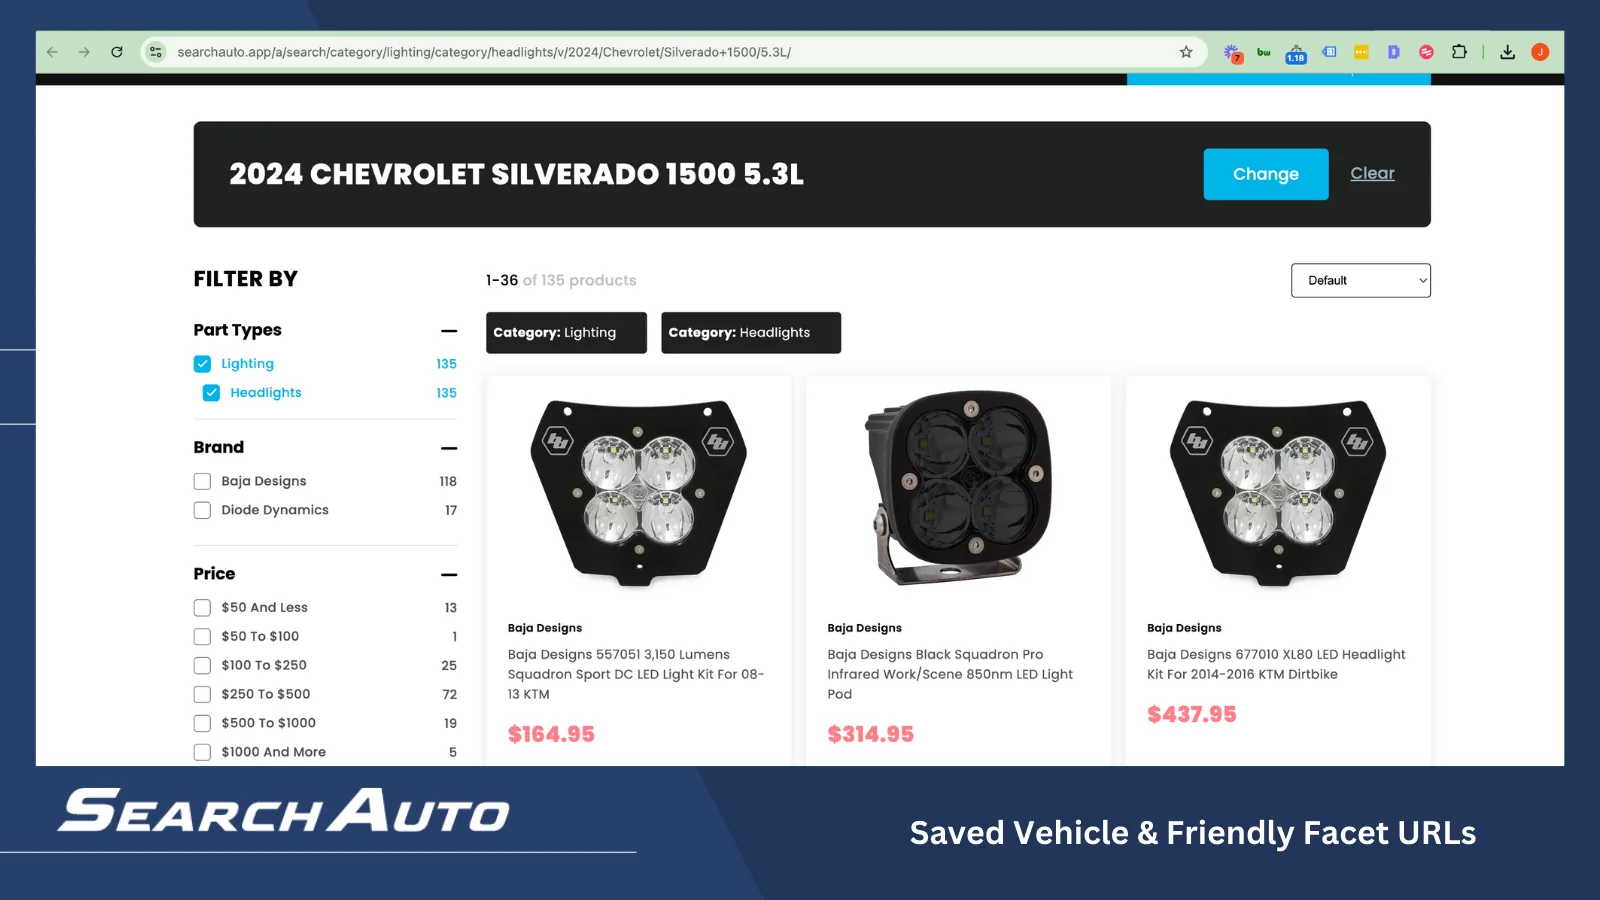 searchauto.app/a/search/category/lighting/category/headlights/v/2024/Chevrolet/Silverado+1500/5.3L/
7
bw
1.18
D
J
2024 CHEVROLET SILVERADO 1500 5.3L
Change
Clear
FILTER BY
1-36 of 135 products
Default
Part Types
Category: Lighting
Category: Headlights
Lighting 135
Headlights 135
Brand
Baja Designs 118
Diode Dynamics 17
Price
$50 And Less 13
$50 To $100 1
$100 To $250 25
$250 To $500 72
$500 To $1000 19
$1000 And More 5
Baja Designs
Baja Designs 557051 3,150 Lumens
Squadron Sport DC LED Light Kit For 08-
13 KTM
$164.95
Baja Designs
Baja Designs Black Squadron Pro
Infrared Work/Scene 850nm LED Light
Pod
$314.95
Baja Designs
Baja Designs 677010 XL80 LED Headlight
Kit For 2014-2016 KTM Dirtbike
$437.95
SEARCHAUTO
Saved Vehicle & Friendly Facet URLs